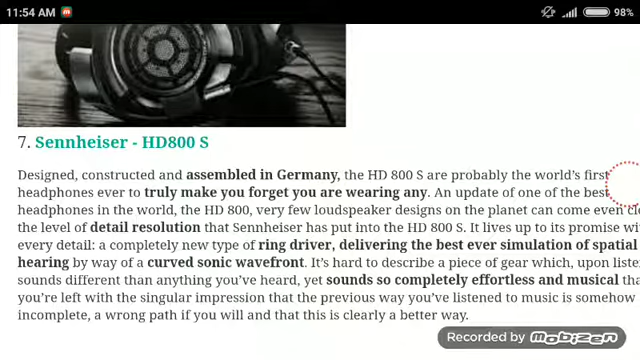 11:54 AM
98%
7. Sennheiser - HD800 S
Designed, constructed and assembled in Germany, the HD 800 S are probably the world's first
headphones ever to truly make you forget you are wearing any. An update of one of the best
headphones in the world, the HD 800, very few loudspeaker designs on the planet can come even
the level of detail resolution that Sennheiser has put into the HD 800 S. It lives up to its promise
every detail: a completely new type of ring driver, delivering the best ever simulation of spatial
hearing by way of a curved sonic wavefront. It's hard to describe a piece of gear which, upon
sounds different than anything you've heard, yet sounds so completely effortless and musical
you're left with the singular impression that the previous way you've listened to music is somehow
incomplete, a wrong path if you will and that this is clearly a better way.
Recorded by mobizen